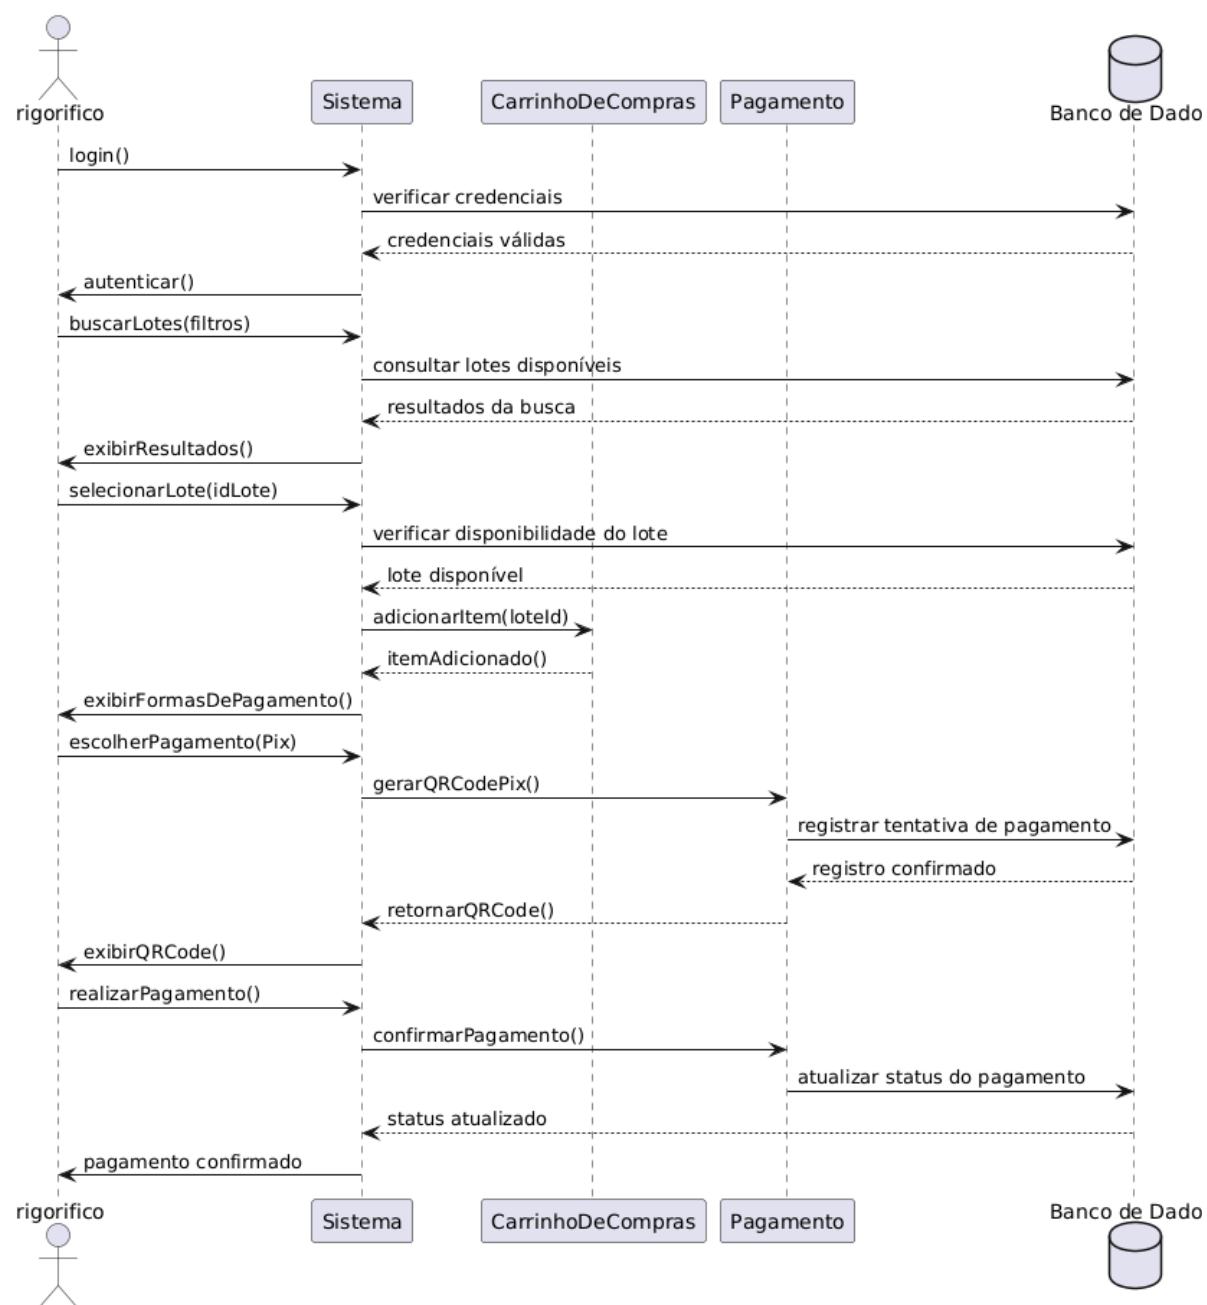 rigorifico
Sistema
CarrinhoDeCompras
Pagamento
Banco de Dado
login()
verificar credenciais
credenciais válidas
autenticar()
buscarLotes(filtros)
consultar lotes disponíveis
resultados da busca
exibirResultados()
selecionarLote(idLote)
verificar disponibilidade do lote
lote disponível
adicionarItem(loteId)
itemAdicionado()
exibirFormasDePagamento()
escolherPagamento(Pix)
gerarQRCodePix()
registrar tentativa de pagamento
registro confirmado
retornarQRCode()
exibirQRCode()
realizarPagamento()
confirmarPagamento()
atualizar status do pagamento
status atualizado
pagamento confirmado
rigorifico
Sistema
CarrinhoDeCompras
Pagamento
Banco de Dado